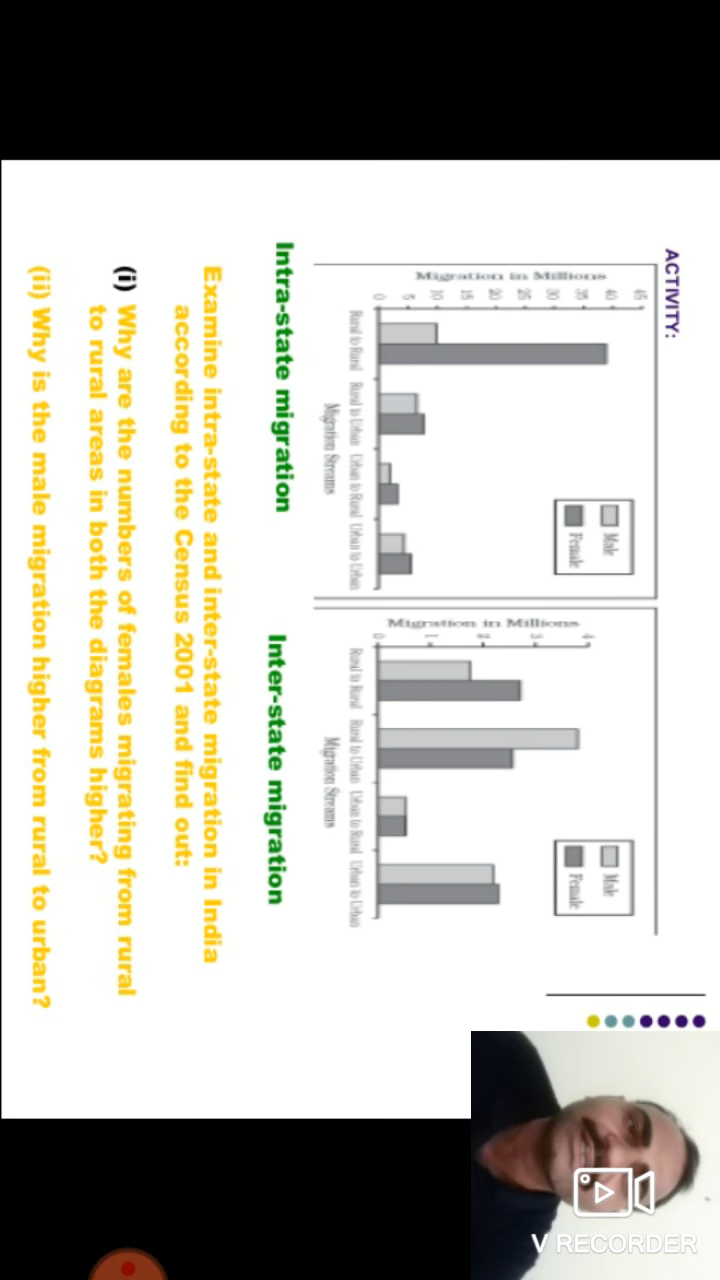 ACTIVITY:
Migration in Millions
0 5 10 15 20 25 30 35 40 45
Rural to Rural Rural to Urban Urban to Rural Urban to Urban
Migration Streams
Male
Female
Migration in Millions
0 1 2 3 4
Rural to Rural Rural to Urban Urban to Rural Urban to Urban
Migration Streams
Male
Female
Intra-state migration
Inter-state migration
Examine intra-state and inter-state migration in India
according to the Census 2001 and find out:
(i) Why are the numbers of females migrating from rural
to rural areas in both the diagrams higher?
(ii) Why is the male migration higher from rural to urban?
V RECORDER